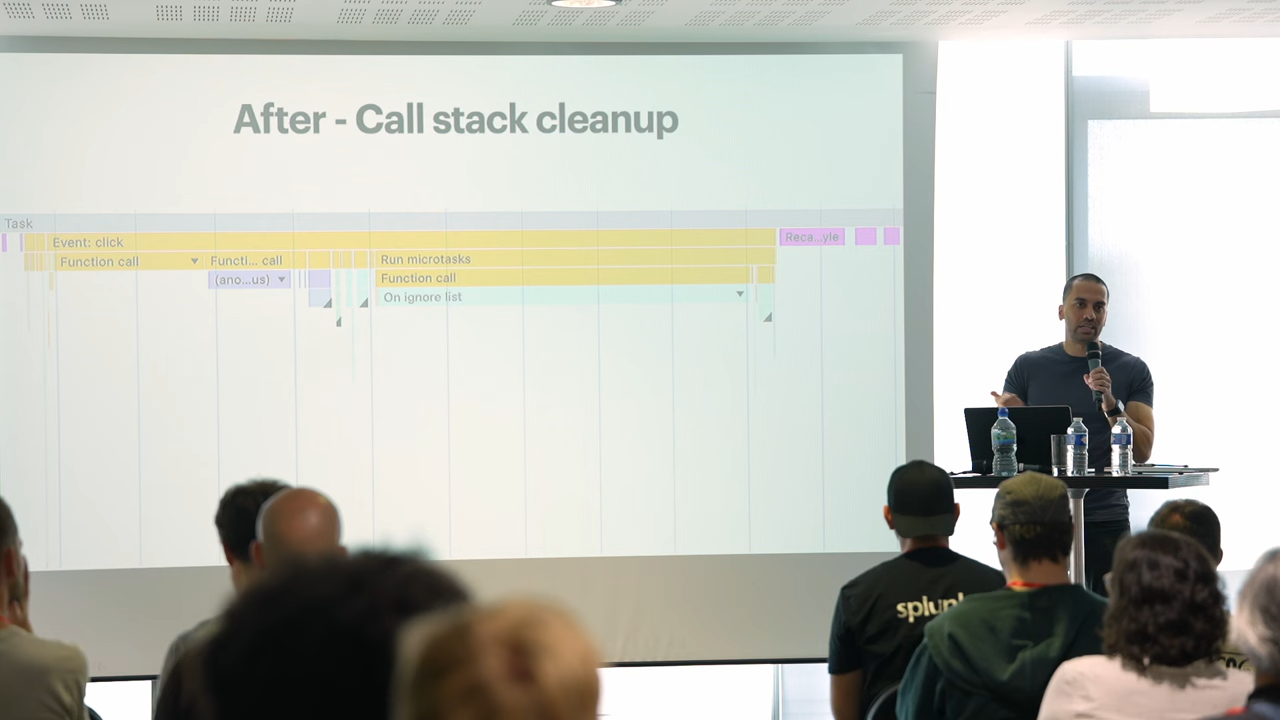 After - Call stack cleanup
Task
Event: click
Reca...yle
Function call
Functi... call
Run microtasks
(ano...us)
Function call
On ignore list
splunk